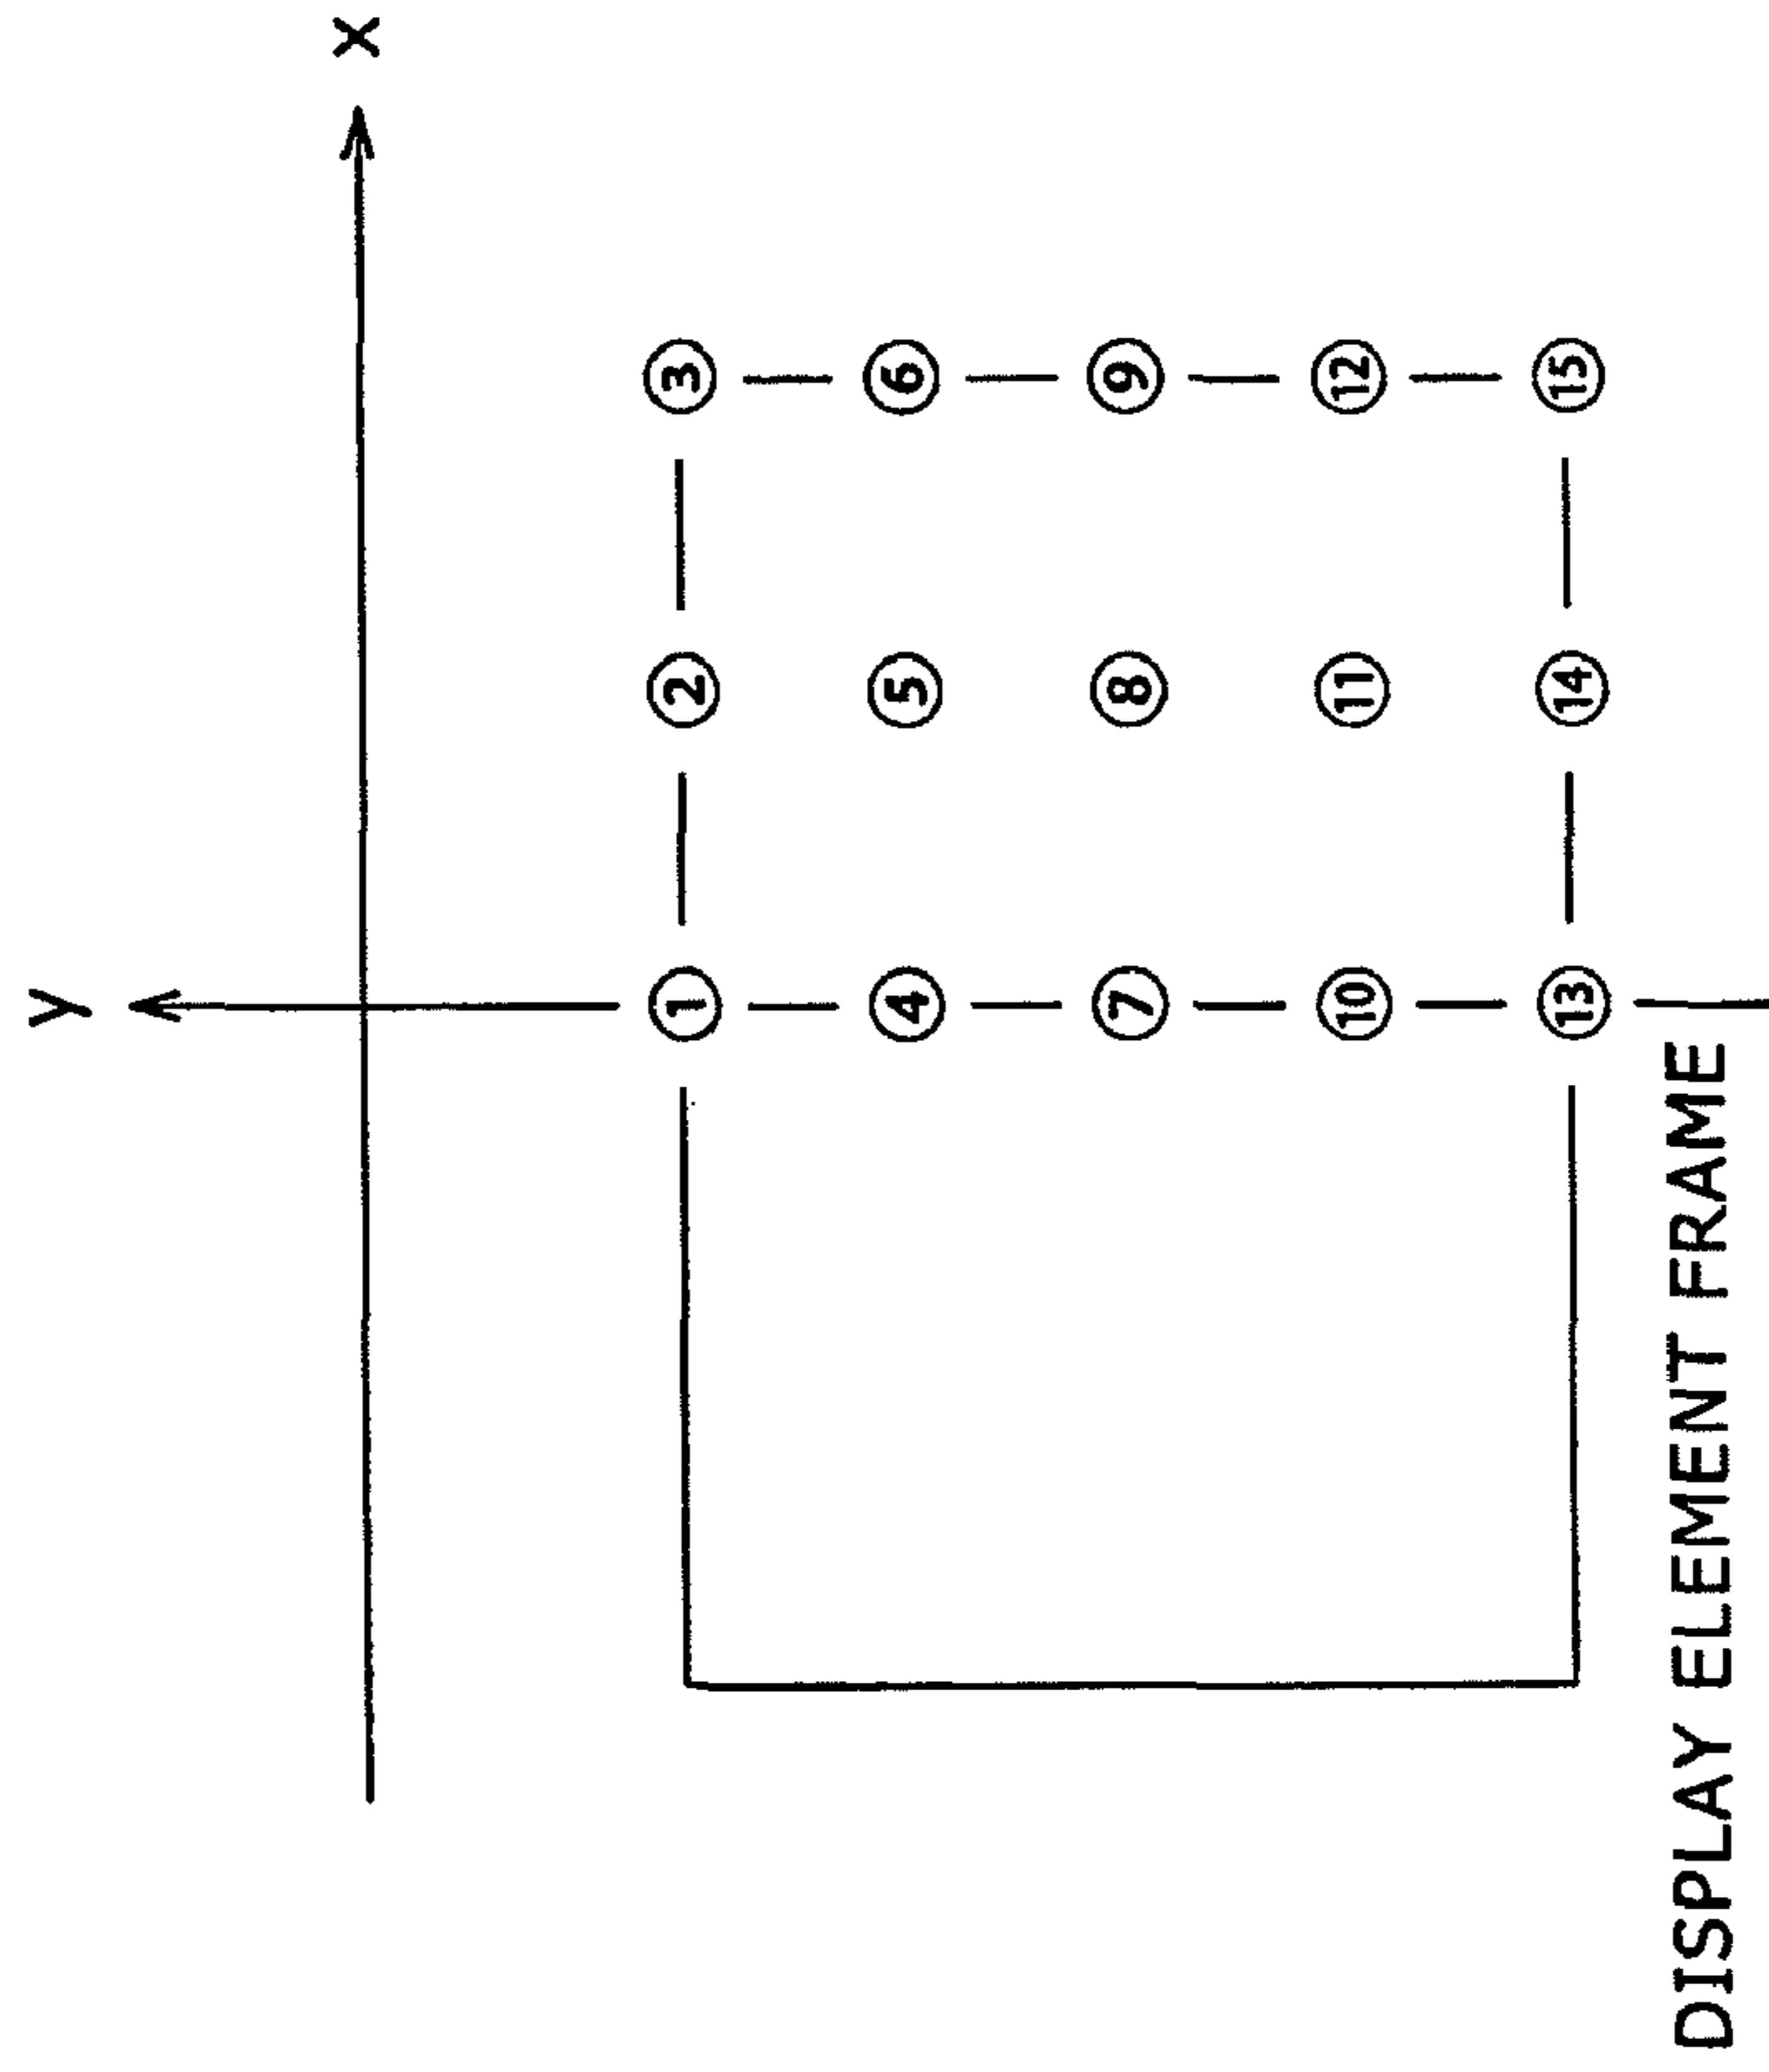 y
x
① ② ③
④ ⑤ ⑥
⑦ ⑧ ⑨
⑩ ⑪ ⑫
⑬ ⑭ ⑮
DISPLAY ELEMENT FRAME